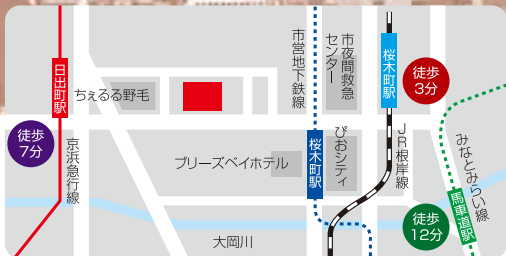 日出町駅
徒歩
7分
京浜急行線
ちぇるる野毛
市営地下鉄線
市夜間救急
センター
桜木町駅
徒歩
3分
ブリーズベイホテル
桜木町駅
ぴおシティ
JR根岸線
みなとみらい線
馬車道駅
徒歩
12分
大岡川